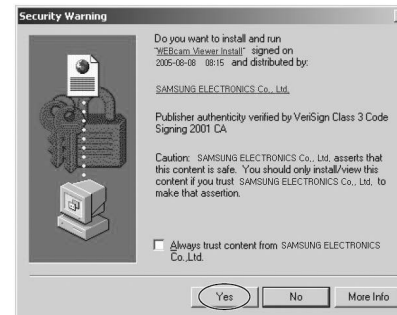 Security Warning
Do you want to install and run
"WEBcam Viewer Install" signed on
2005-08-08 08:15 and distributed by:
SAMSUNG ELECTRONICS Co,. Ltd,
Publisher authenticity verified by VeriSign Class 3 Code
Signing 2001 CA
Caution: SAMSUNG ELECTRONICS Co,. Ltd, asserts that
this content is safe. You should only install/view this
content if you trust SAMSUNG ELECTRONICS Co,. Ltd, to
make that assertion.
Always trust content from SAMSUNG ELECTRONICS
Co.,Ltd.
Yes No More Info